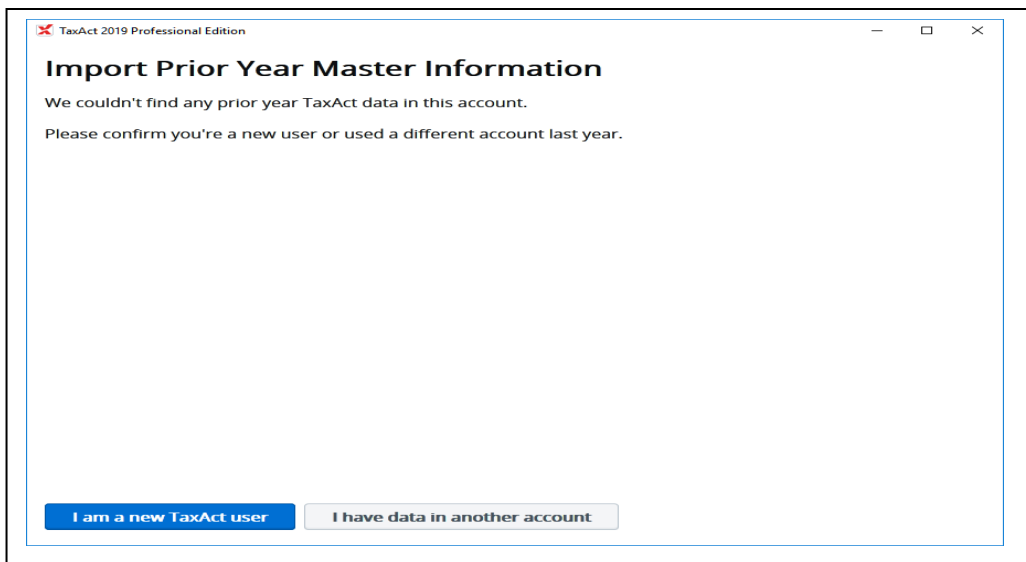 TaxAct 2019 Professional Edition
Import Prior Year Master Information
We couldn't find any prior year TaxAct data in this account.
Please confirm you're a new user or used a different account last year.
I am a new TaxAct user
I have data in another account